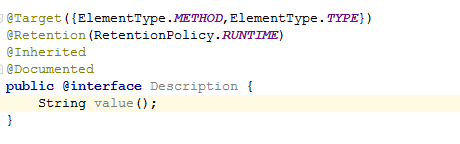 @Target({ElementType.METHOD,ElementType.TYPE})
@Retention(RetentionPolicy.RUNTIME)
@Inherited
@Documented
public @interface Description {
    String value();
}